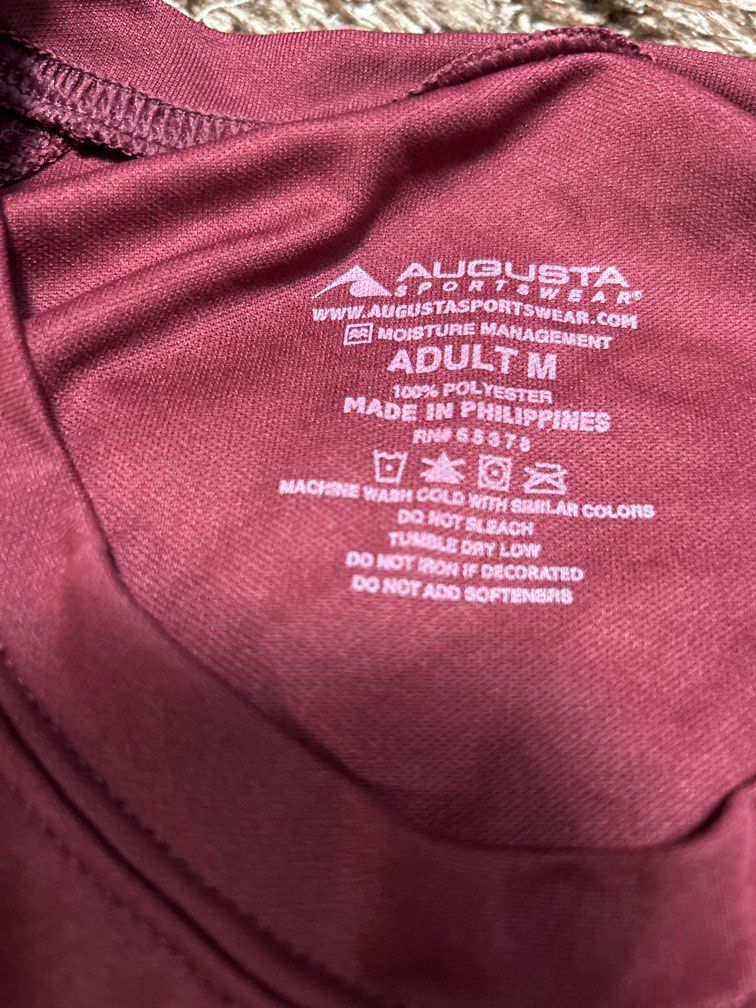 AUGUSTA
SPORTSWEAR®
WWW.AUGUSTASPORTSWEAR.COM
MOISTURE MANAGEMENT
ADULT M
100% POLYESTER
MADE IN PHILIPPINES
RN# 65378
MACHINE WASH COLD WITH SIMILAR COLORS
DO NOT BLEACH
TUMBLE DRY LOW
DO NOT IRON IF DECORATED
DO NOT ADD SOFTENERS